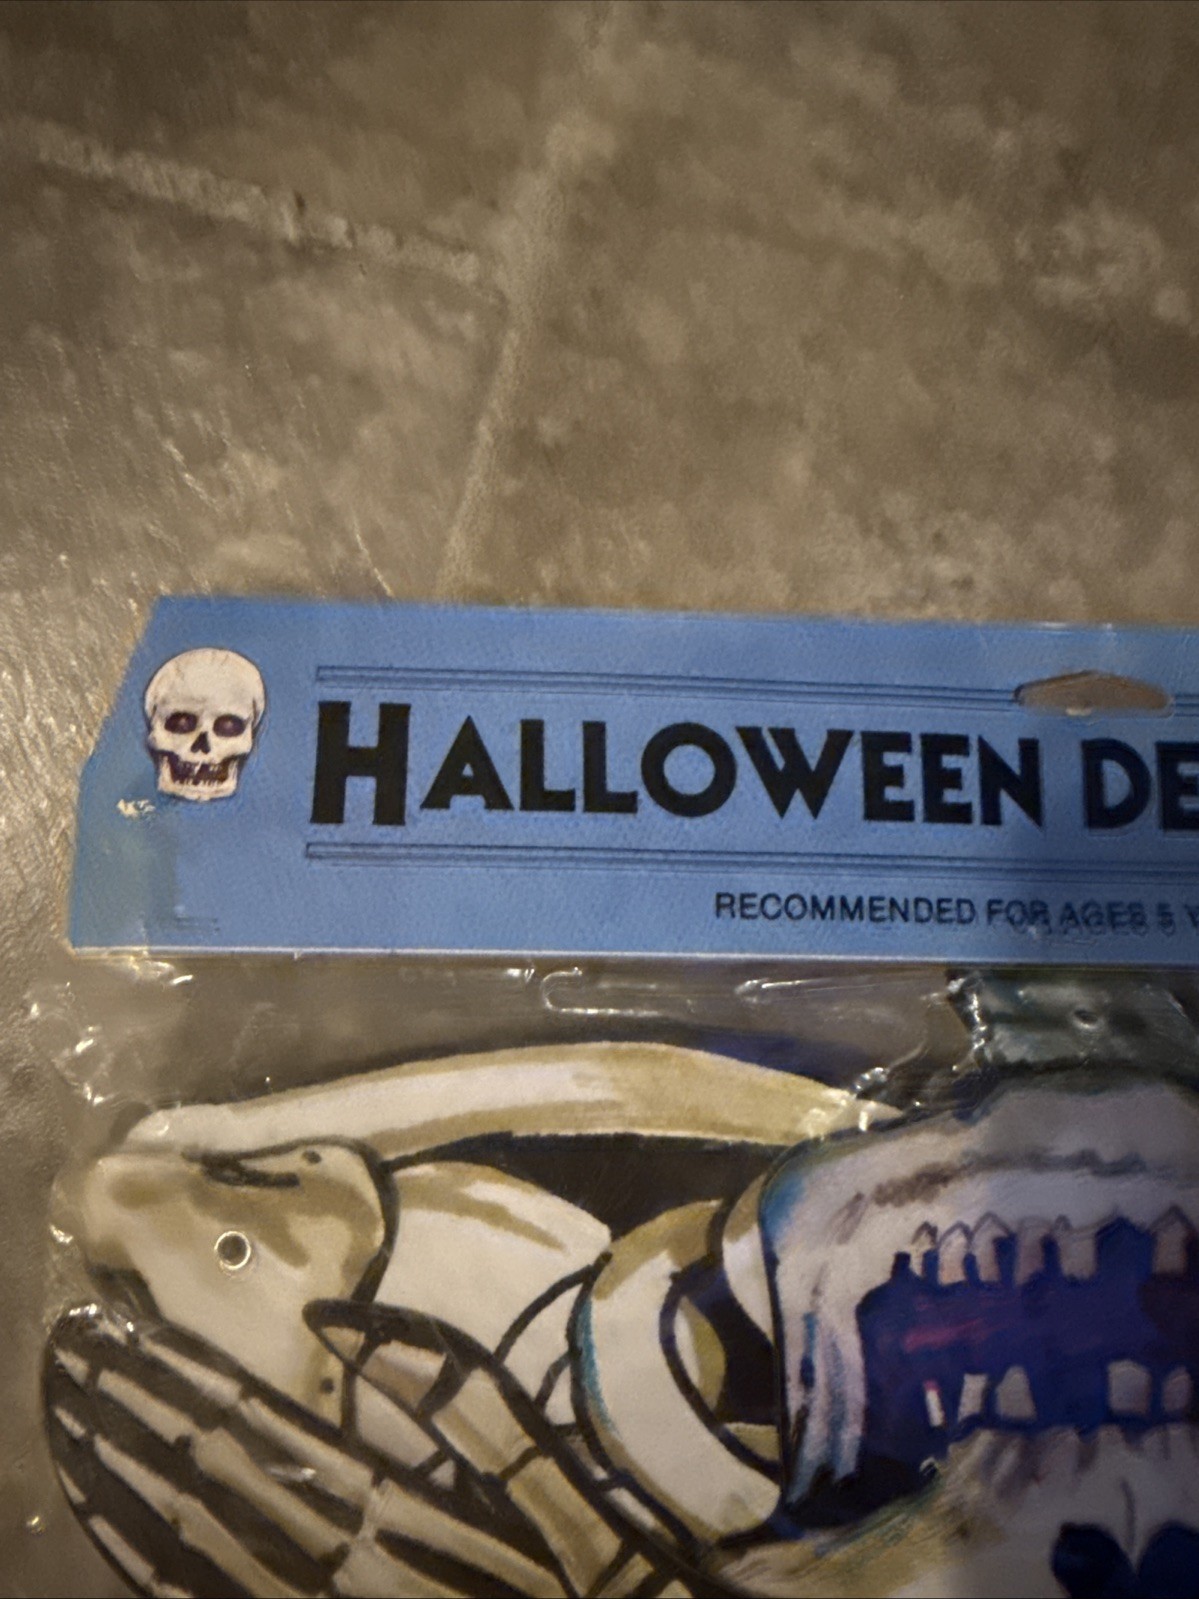 HALLOWEEN DE
RECOMMENDED FOR AGES 5 Y